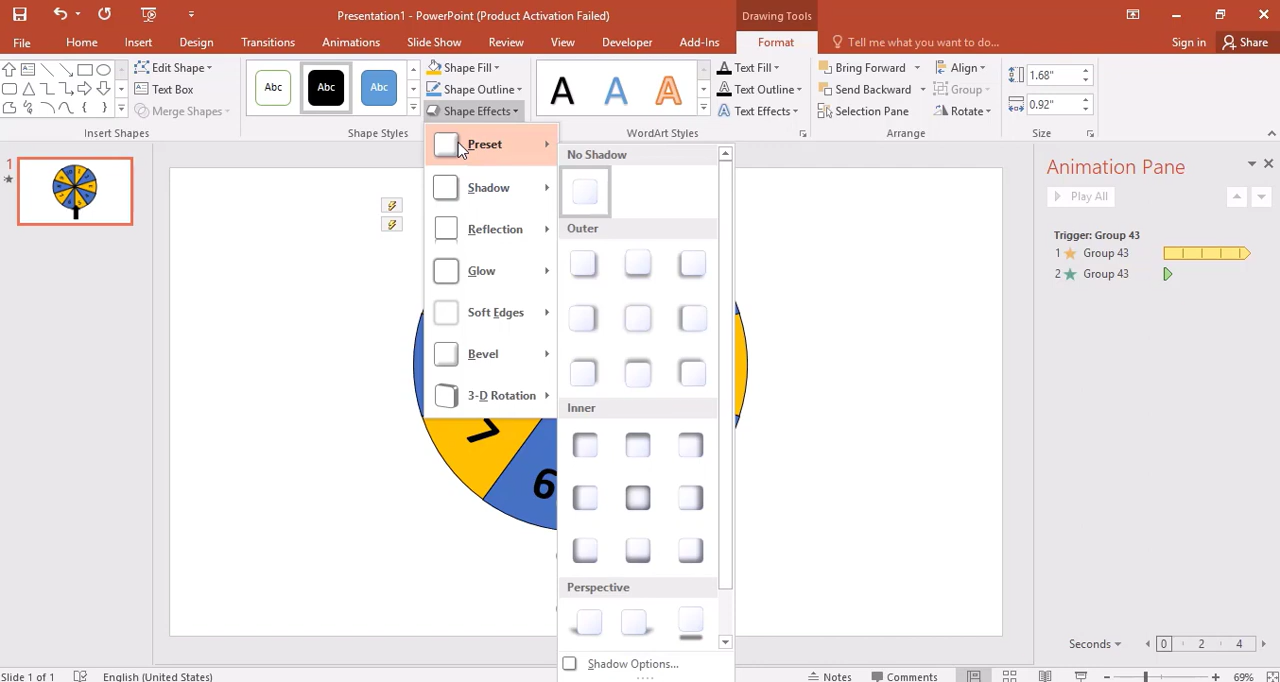 Presentation1 - PowerPoint (Product Activation Failed)
Drawing Tools
File Home Insert Design Transitions Animations Slide Show Review View Developer Add-Ins Format Tell me what you want to do... Sign in Share
Edit Shape
Text Box
Merge Shapes
Insert Shapes
Abc Abc Abc
Shape Styles
Shape Fill
Shape Outline
Shape Effects
A A A
WordArt Styles
Text Fill
Text Outline
Text Effects
Bring Forward
Send Backward
Selection Pane
Align
Group
Rotate
Arrange
1.68"
0.92"
Size
1
Preset
Shadow
Reflection
Glow
Soft Edges
Bevel
3-D Rotation
No Shadow
Outer
Inner
Perspective
Shadow Options...
7
6
Animation Pane
Play All
Trigger: Group 43
1 Group 43
2 Group 43
Seconds 0 2 4
Slide 1 of 1 English (United States) Notes Comments 69%